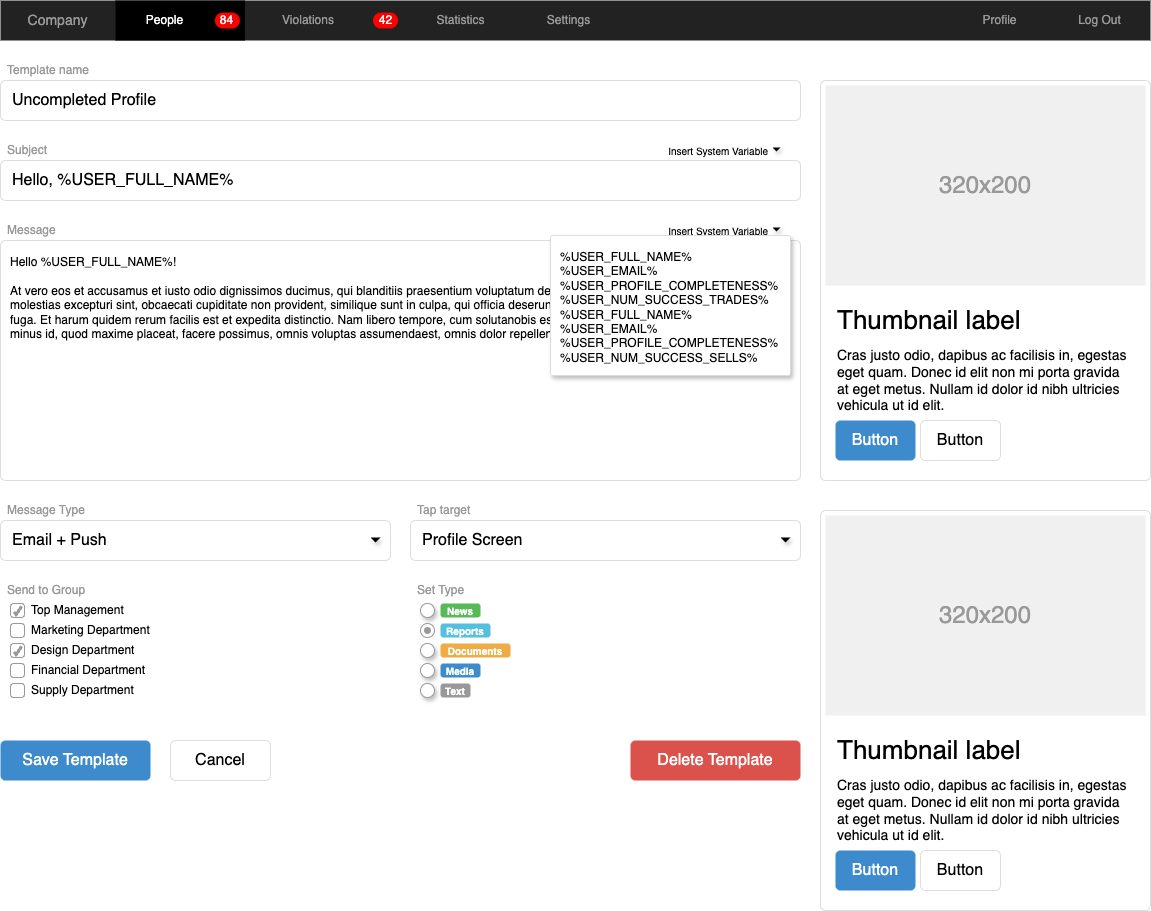 Company People 84 Violations 42 Statistics Settings Profile Log Out
Template name
Uncompleted Profile
Subject
Insert System Variable
Hello, %USER_FULL_NAME%
Message
Insert System Variable
Hello %USER_FULL_NAME%!
At vero eos et accusamus et iusto odio dignissimos ducimus, qui blanditiis praesentium voluptatum de
molestias excepturi sint, obcaecati cupiditate non provident, similique sunt in culpa, qui officia deserun
fuga. Et harum quidem rerum facilis est et expedita distinctio. Nam libero tempore, cum solutanobis es
minus id, quod maxime placeat, facere possimus, omnis voluptas assumendaest, omnis dolor repellen
%USER_FULL_NAME%
%USER_EMAIL%
%USER_PROFILE_COMPLETENESS%
%USER_NUM_SUCCESS_TRADES%
%USER_FULL_NAME%
%USER_EMAIL%
%USER_PROFILE_COMPLETENESS%
%USER_NUM_SUCCESS_SELLS%
Message Type
Email + Push
Tap target
Profile Screen
Send to Group
Top Management
Marketing Department
Design Department
Financial Department
Supply Department
Set Type
News
Reports
Documents
Media
Text
Save Template
Cancel
Delete Template
320x200
Thumbnail label
Cras justo odio, dapibus ac facilisis in, egestas
eget quam. Donec id elit non mi porta gravida
at eget metus. Nullam id dolor id nibh ultricies
vehicula ut id elit.
Button Button
320x200
Thumbnail label
Cras justo odio, dapibus ac facilisis in, egestas
eget quam. Donec id elit non mi porta gravida
at eget metus. Nullam id dolor id nibh ultricies
vehicula ut id elit.
Button Button